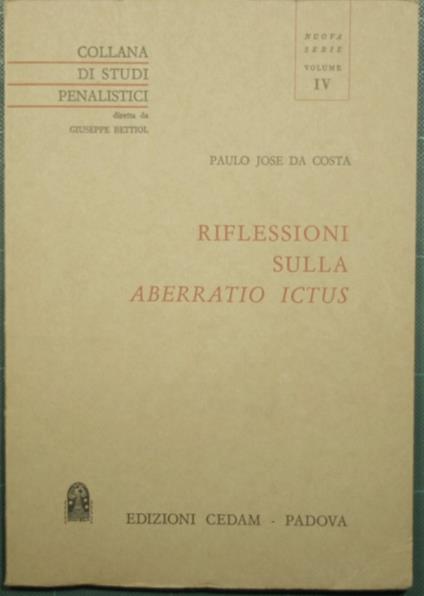 COLLANA
DI STUDI
PENALISTICI
diretta da
GIUSEPPE BETTIOL
NUOVA
SERIE
VOLUME
IV
PAULO JOSE DA COSTA
RIFLESSIONI
SULLA
ABERRATIO ICTUS
EDIZIONI CEDAM - PADOVA